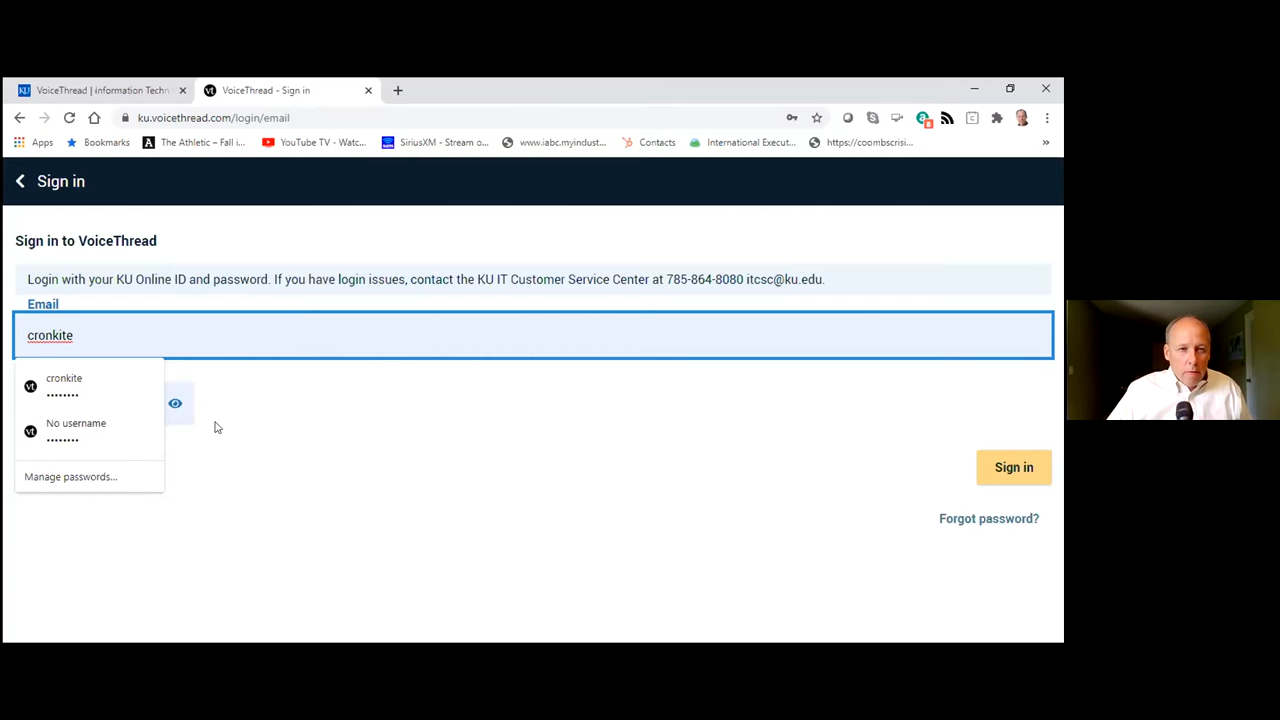 VoiceThread | Information Techn
VoiceThread - Sign in
ku.voicethread.com/login/email
Apps
Bookmarks
The Athletic – Fall i...
YouTube TV - Watc...
SiriusXM - Stream o...
www.iabc.myindust...
Contacts
International Execut...
https://coombscrisi...
Sign in
Sign in to VoiceThread
Login with your KU Online ID and password. If you have login issues, contact the KU IT Customer Service Center at 785-864-8080 itcsc@ku.edu.
Email
cronkite
cronkite
••••••••
No username
••••••••
Manage passwords...
Sign in
Forgot password?